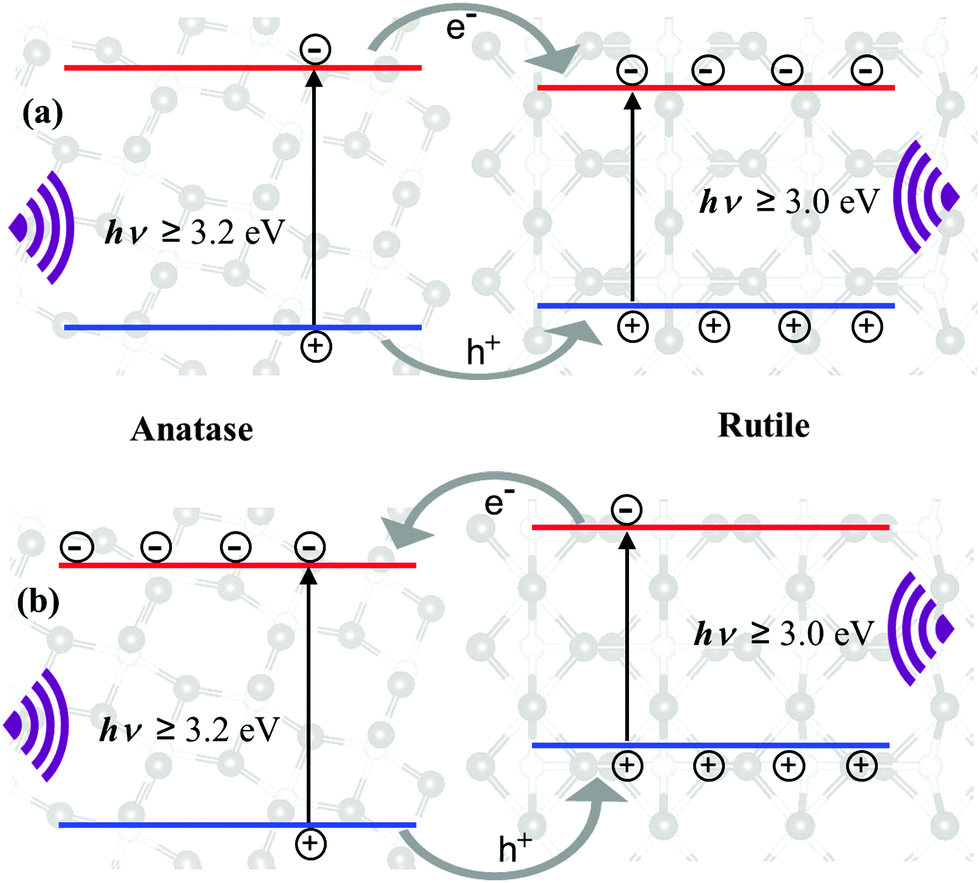 e-
(a)
hν ≥ 3.2 eV
hν ≥ 3.0 eV
h+
Anatase
Rutile
e-
(b)
hν ≥ 3.0 eV
hν ≥ 3.2 eV
h+